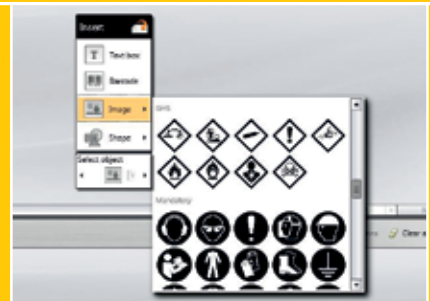 Insert
Text box
Barcode
Image
Shape
Select object
GHS
Mandatory
Clear a